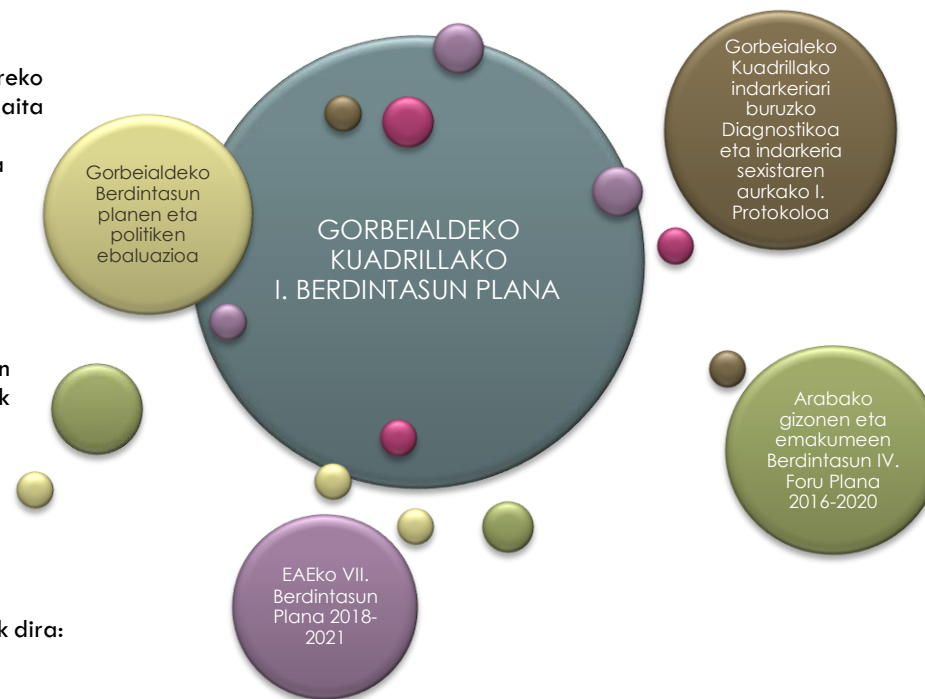 reko
aita
a
n
k
k dira:
Gorbeialdeko
Berdintasun
planen eta
politiken
ebaluazioa
GORBEIALDEKO
KUADRILLAKO
I. BERDINTASUN PLANA
Gorbeialeko
Kuadrillako
indarkeriari
buruzko
Diagnostikoa
eta indarkeria
sexistaren
aurkako I.
Protokoloa
Arabako
gizonen eta
emakumeen
Berdintasun IV.
Foru Plana
2016-2020
EAEko VII.
Berdintasun
Plana 2018-
2021